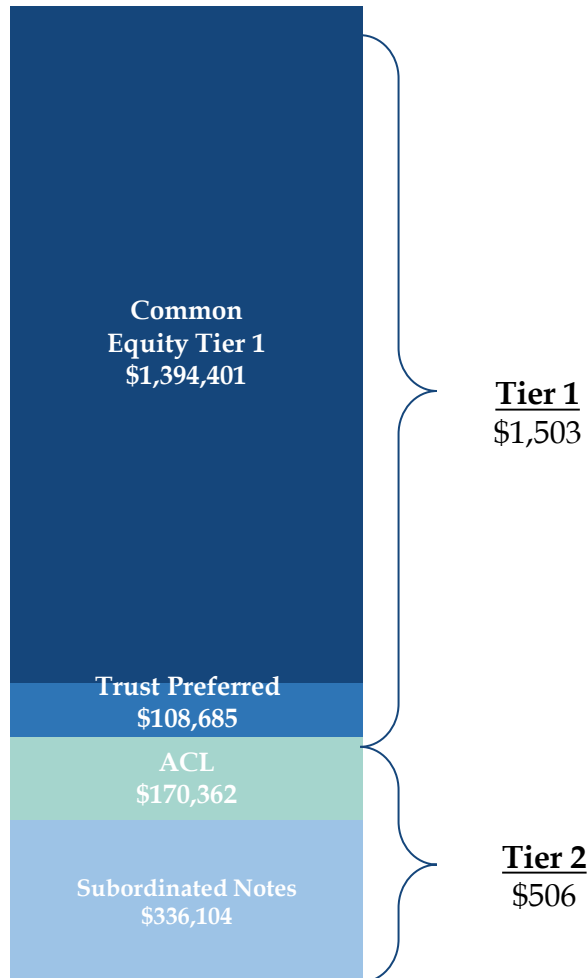 Common
Equity Tier 1
$1,394,401
Tier 1
$1,503
Trust Preferred
$108,685
ACL
$170,362
Tier 2
$506
Subordinated Notes
$336,104